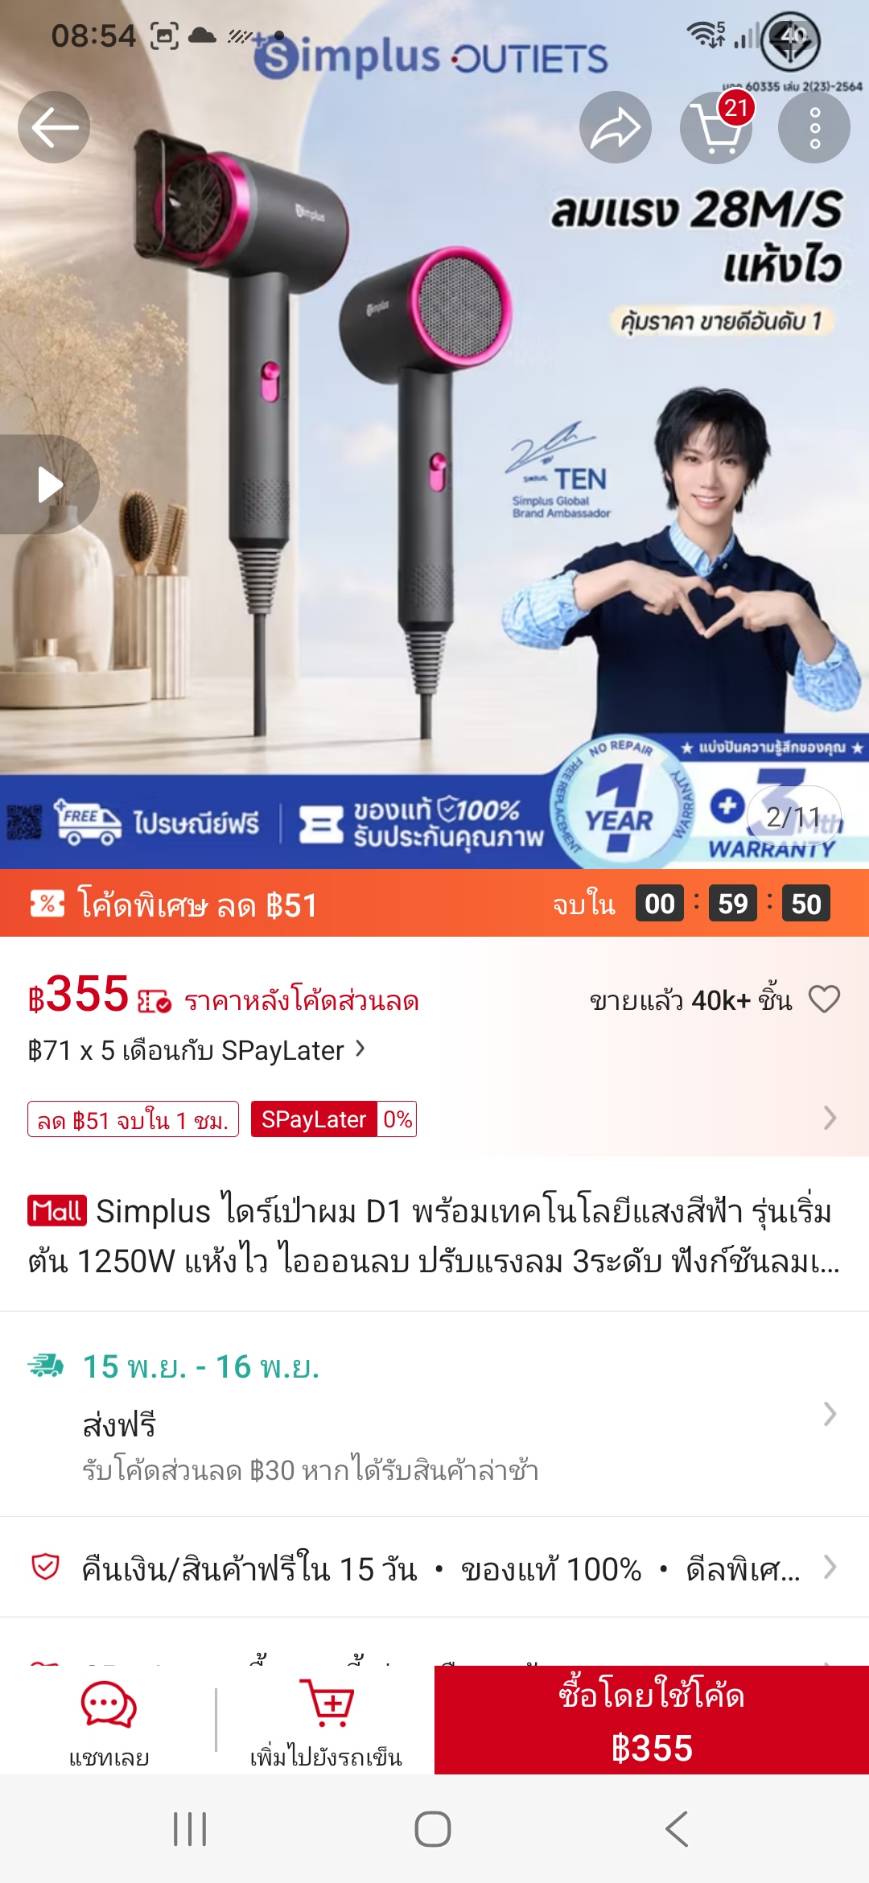 08:54
Simplus OUTLETS
40
60335 เล่ม 2(23)-2564
21
Simplus
Simplus
ลมแรง 28M/S
แห้งไว
คุ้มราคา ขายดีอันดับ 1
TEN
Simplus Global
Brand Ambassador
FREE ไปรษณีย์ฟรี
ของแท้ 100%
รับประกันคุณภาพ
NO REPAIR
FREE REPLACEMENT
WARRANTY
1
YEAR
★ แบ่งปันความรู้สึกของคุณ ★
+ 3 Mth
WARRANTY
2/11
โค้ดพิเศษ ลด ฿51
จบใน 00 : 59 : 50
฿355 ราคาหลังโค้ดส่วนลด
ขายแล้ว 40k+ ชิ้น
฿71 x 5 เดือนกับ SPayLater >
ลด ฿51 จบใน 1 ชม.
SPayLater 0%
Mall Simplus ไดร์เป่าผม D1 พร้อมเทคโนโลยีแสงสีฟ้า รุ่นเริ่ม
ต้น 1250W แห้งไว ไอออนลบ ปรับแรงลม 3ระดับ ฟังก์ชันลมเ...
15 พ.ย. - 16 พ.ย.
ส่งฟรี
รับโค้ดส่วนลด ฿30 หากได้รับสินค้าล่าช้า
คืนเงิน/สินค้าฟรีใน 15 วัน • ของแท้ 100% • ดีลพิเศ...
แชทเลย
เพิ่มไปยังรถเข็น
ซื้อโดยใช้โค้ด
฿355